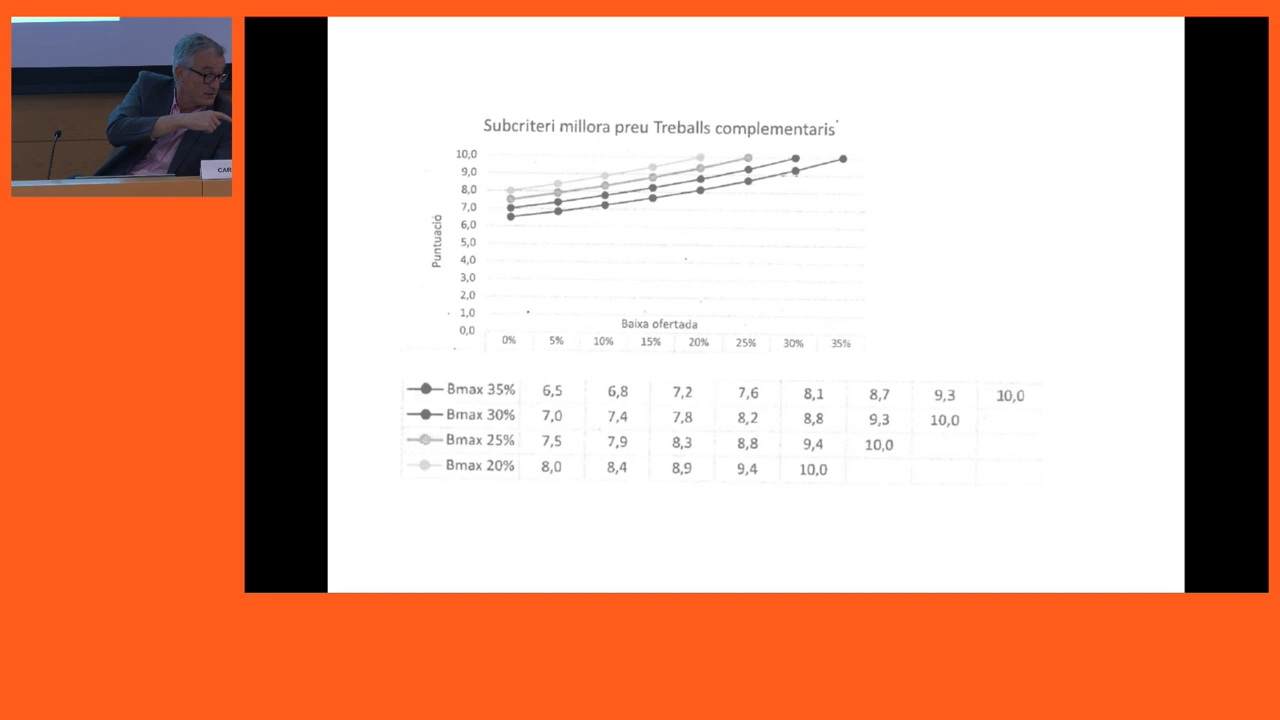 CAR
Subcriteri millora preu Treballs complementaris
10,0
9,0
8,0
7,0
6,0
5,0
4,0
3,0
2,0
1,0
0,0
Puntuació
Baixa ofertada
0% 5% 10% 15% 20% 25% 30% 35%
Bmax 35% 6,5 6,8 7,2 7,6 8,1 8,7 9,3 10,0
Bmax 30% 7,0 7,4 7,8 8,2 8,8 9,3 10,0
Bmax 25% 7,5 7,9 8,3 8,8 9,4 10,0
Bmax 20% 8,0 8,4 8,9 9,4 10,0